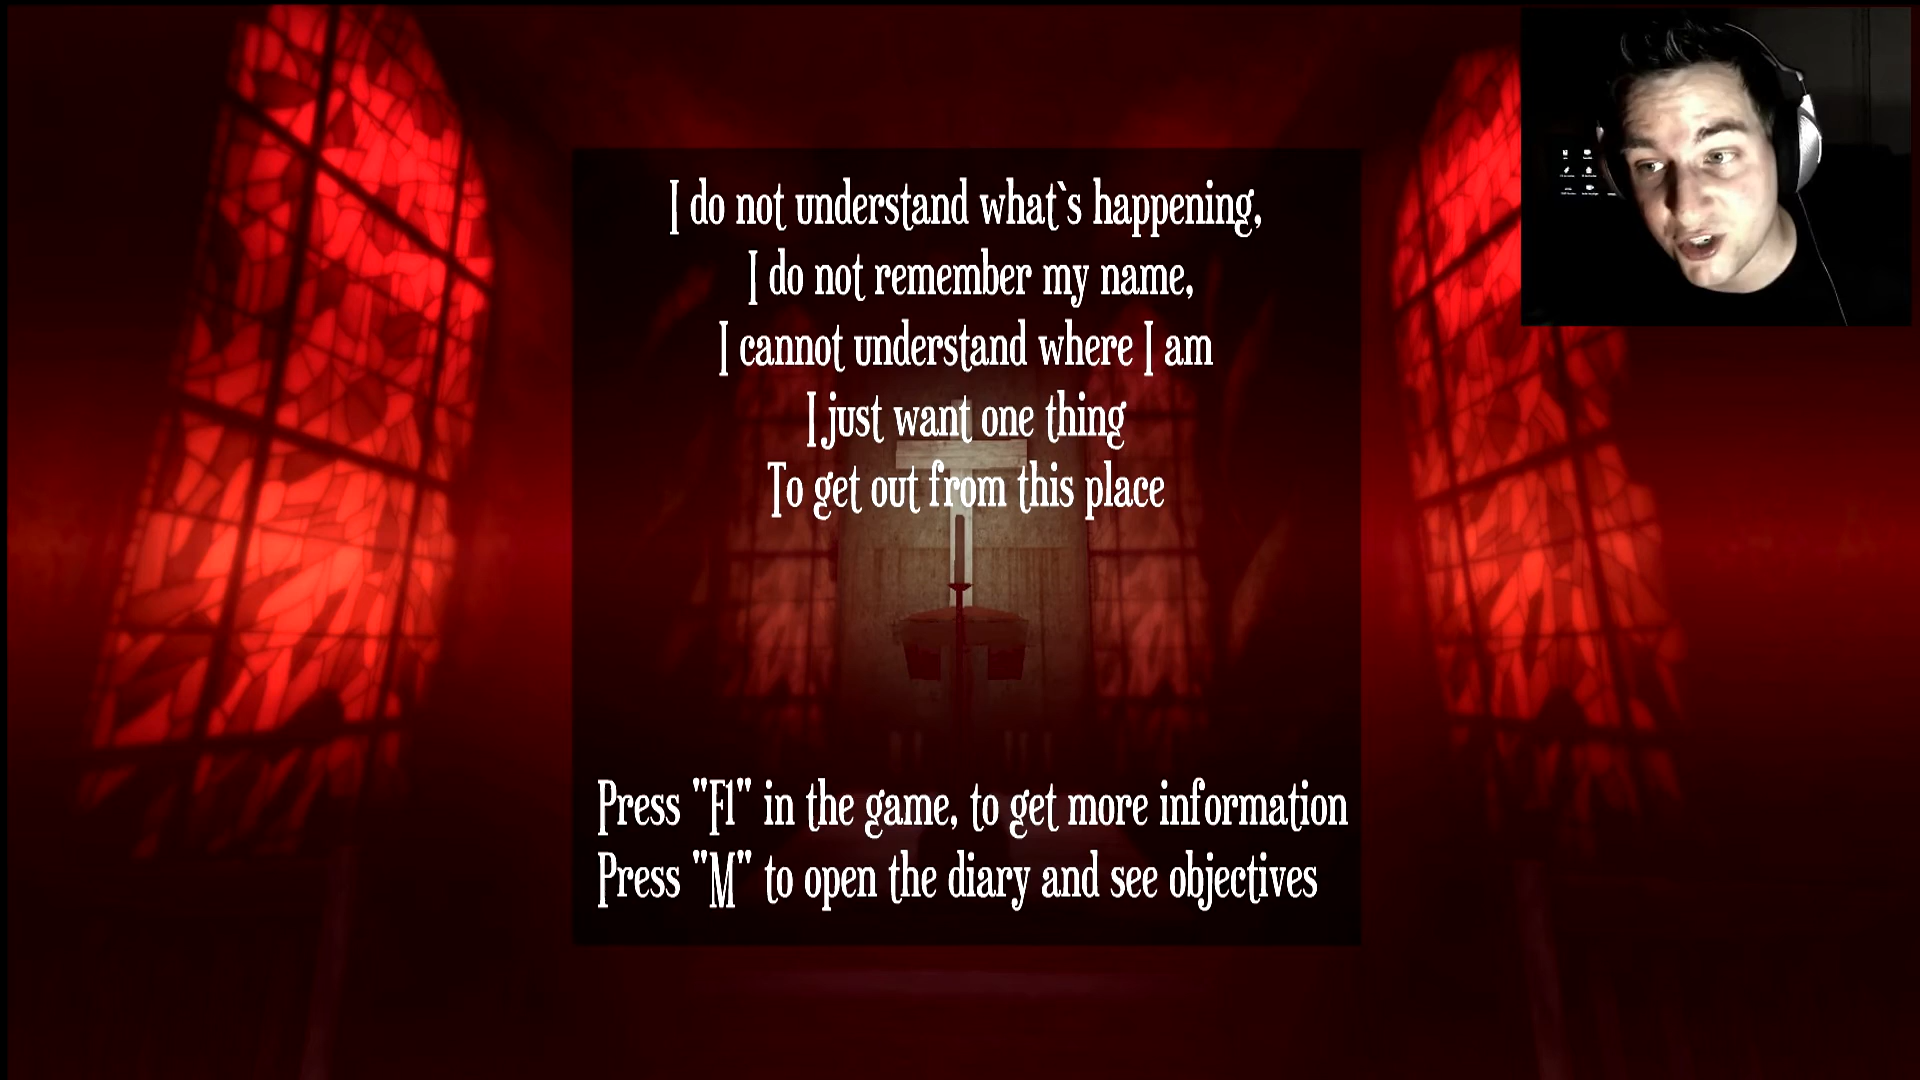 I do not understand what`s happening,
I do not remember my name,
I cannot understand where I am
I just want one thing
To get out from this place
Press "F1" in the game, to get more information
Press "M" to open the diary and see objectives